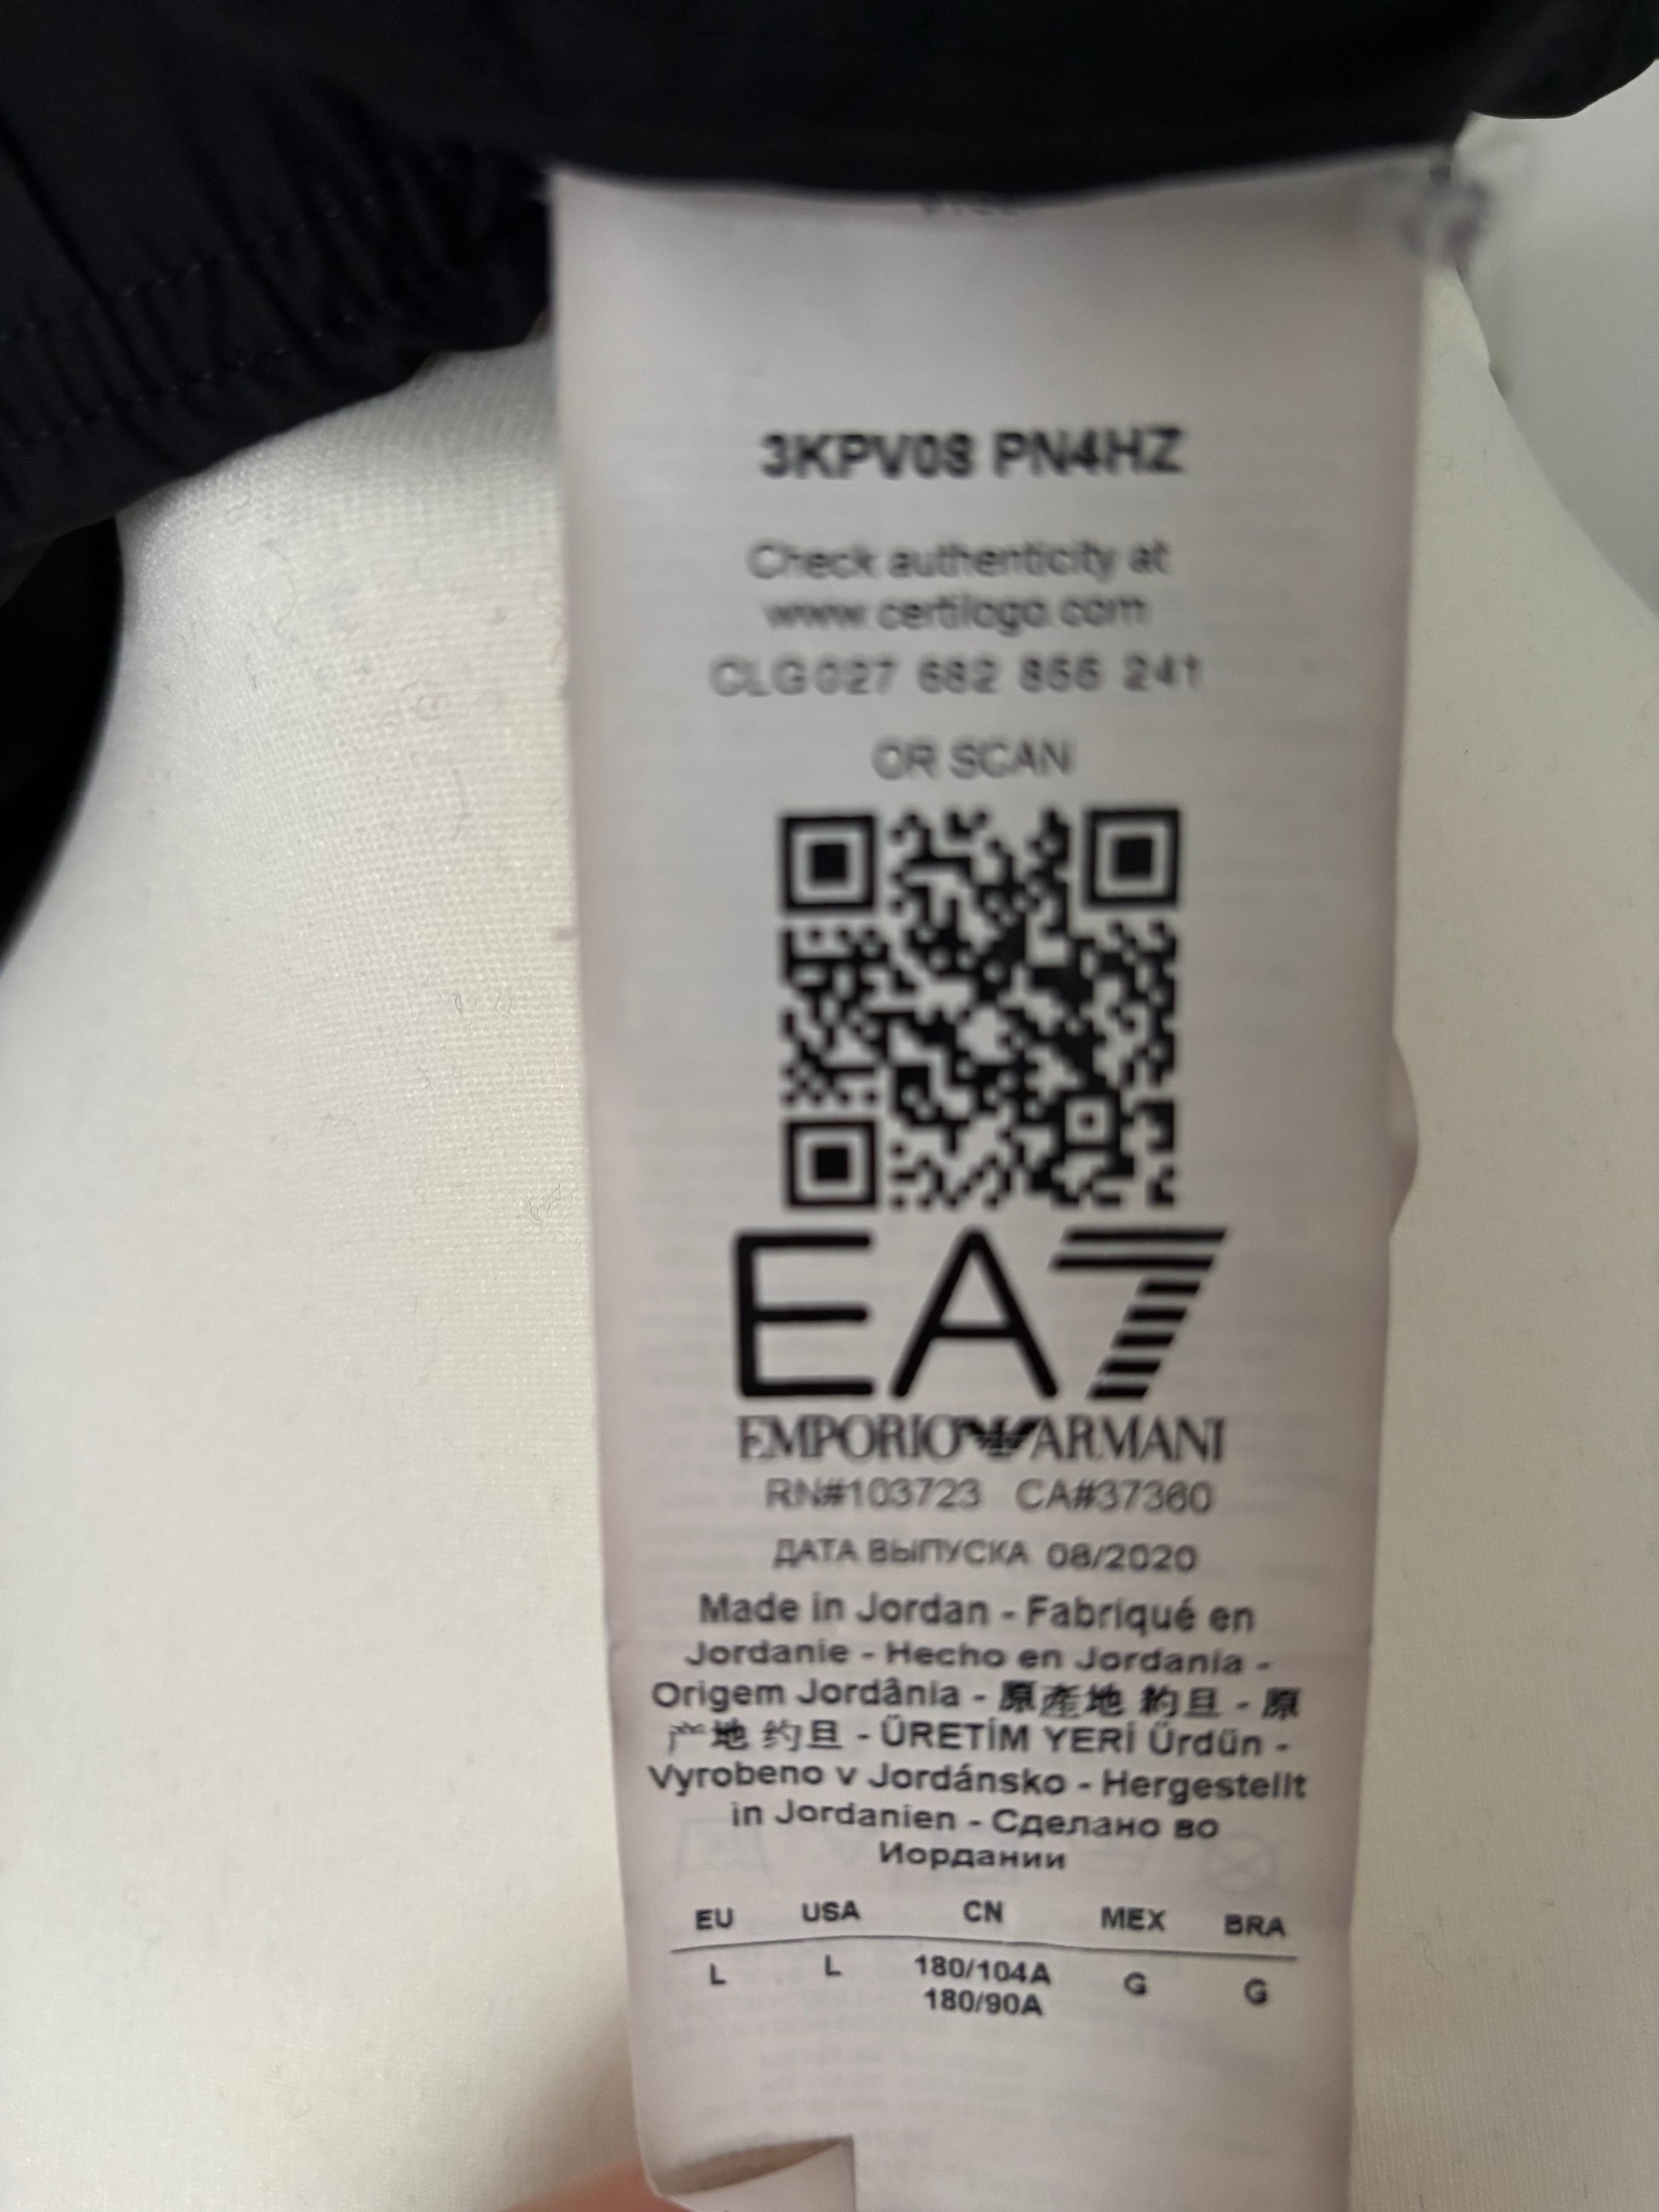 3KPV08 PN4HZ
Check authenticity at
www.certilogo.com
CLG 027 682 855 241
OR SCAN
EA7
EMPORIO ARMANI
RN#103723 CA#37360
ДАТА ВЫПУСКА 08/2020
Made in Jordan - Fabriqué en
Jordanie - Hecho en Jordania -
Origem Jordânia - 原產地 約旦 - 原
产地 约旦 - ÜRETİM YERİ Ürdün -
Vyrobeno v Jordánsko - Hergestellt
in Jordanien - Сделано во
Иордании
EU USA CN MEX BRA
L L 180/104A G G
180/90A